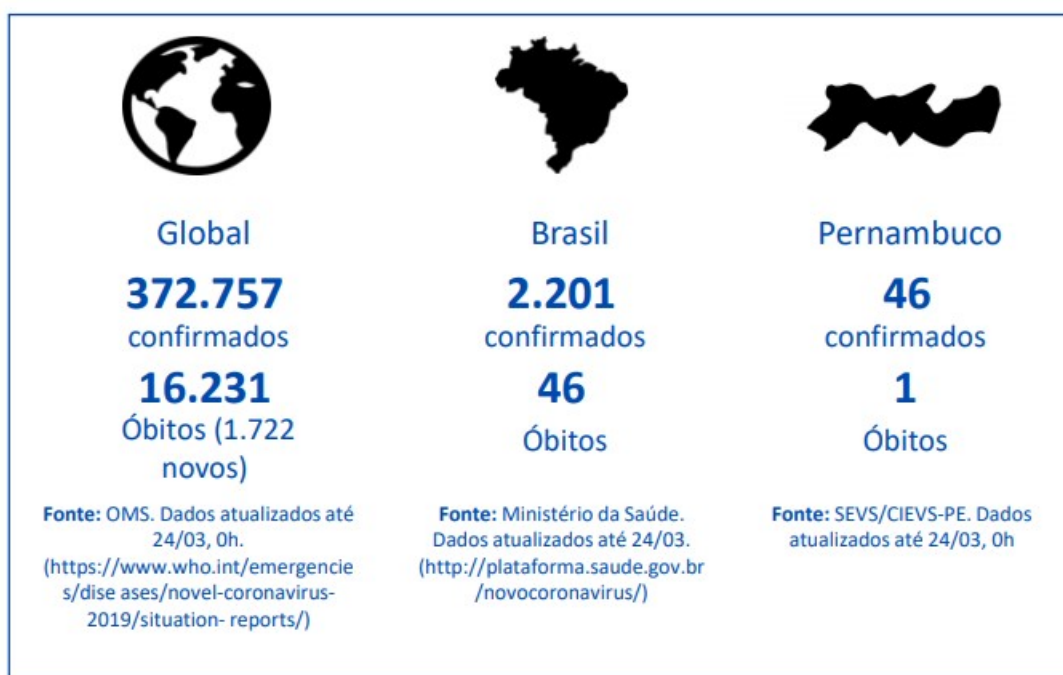 Global
372.757
confirmados
16.231
Óbitos (1.722
novos)
Fonte: OMS. Dados atualizados até
24/03, 0h.
(https://www.who.int/emergencie
s/dise ases/novel-coronavirus-
2019/situation- reports/)
Brasil
2.201
confirmados
46
Óbitos
Fonte: Ministério da Saúde.
Dados atualizados até 24/03.
(http://plataforma.saude.gov.br
/novocoronavirus/)
Pernambuco
46
confirmados
1
Óbitos
Fonte: SEVS/CIEVS-PE. Dados
atualizados até 24/03, 0h